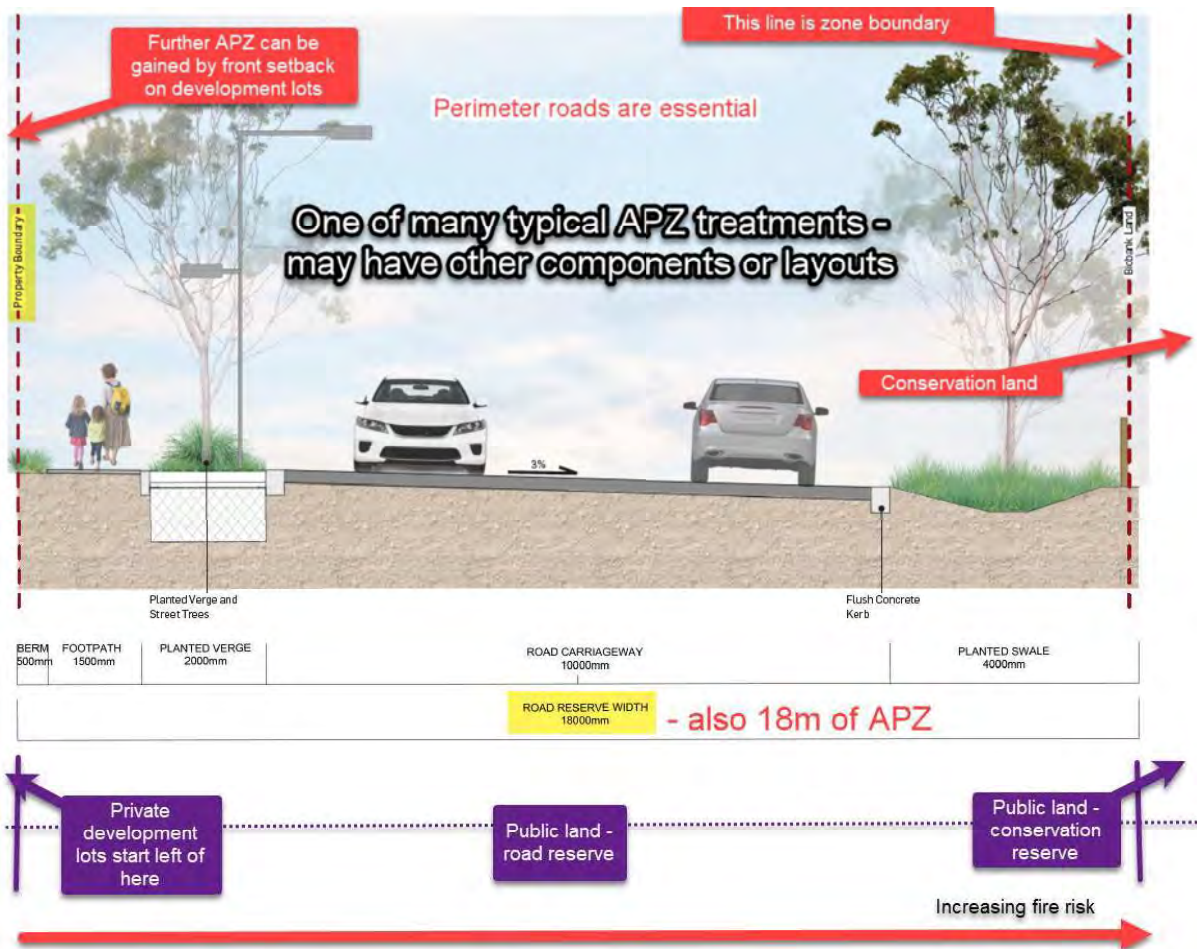 Further APZ can be
gained by front setback
on development lots
This line is zone boundary
Perimeter roads are essential
One of many typical APZ treatments -
may have other components or layouts
Property Boundary
Biobank Land
Conservation land
3%
Planted Verge and
Street Trees
Flush Concrete
Kerb
BERM
500mm
FOOTPATH
1500mm
PLANTED VERGE
2000mm
ROAD CARRIAGEWAY
10000mm
PLANTED SWALE
4000mm
ROAD RESERVE WIDTH
18000mm
- also 18m of APZ
Private
development
lots start left of
here
Public land -
road reserve
Public land -
conservation
reserve
Increasing fire risk